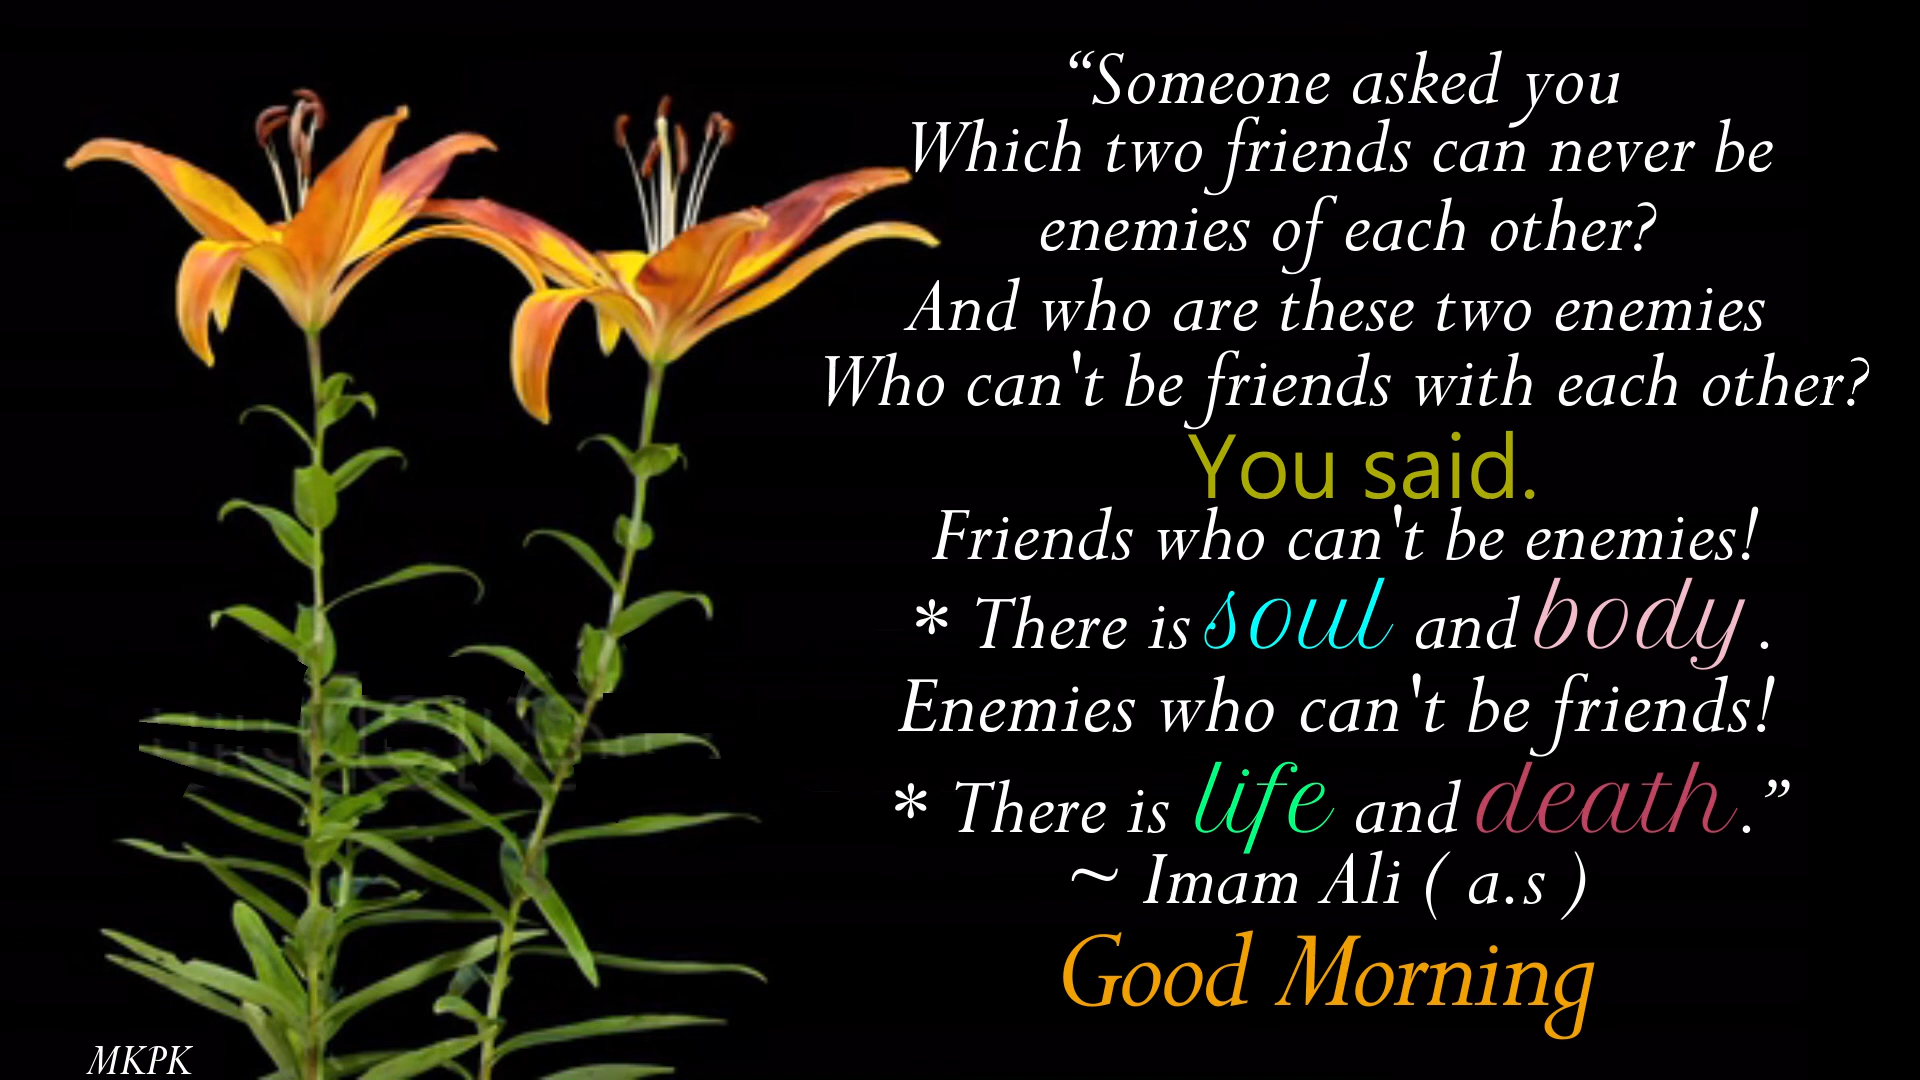 “Someone asked you
Which two friends can never be
enemies of each other?
And who are these two enemies
Who can't be friends with each other?
You said.
Friends who can't be enemies!
* There is soul and body .
Enemies who can't be friends!
* There is life and death .”
~ Imam Ali ( a.s )
Good Morning
MKPK